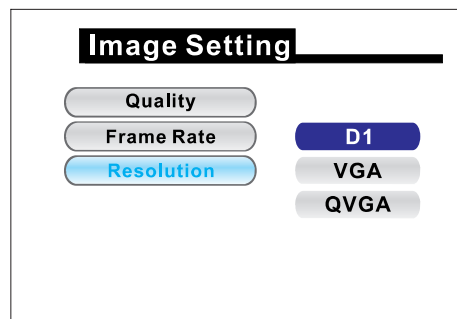 Image Setting
Quality
Frame Rate
Resolution
D1
VGA
QVGA